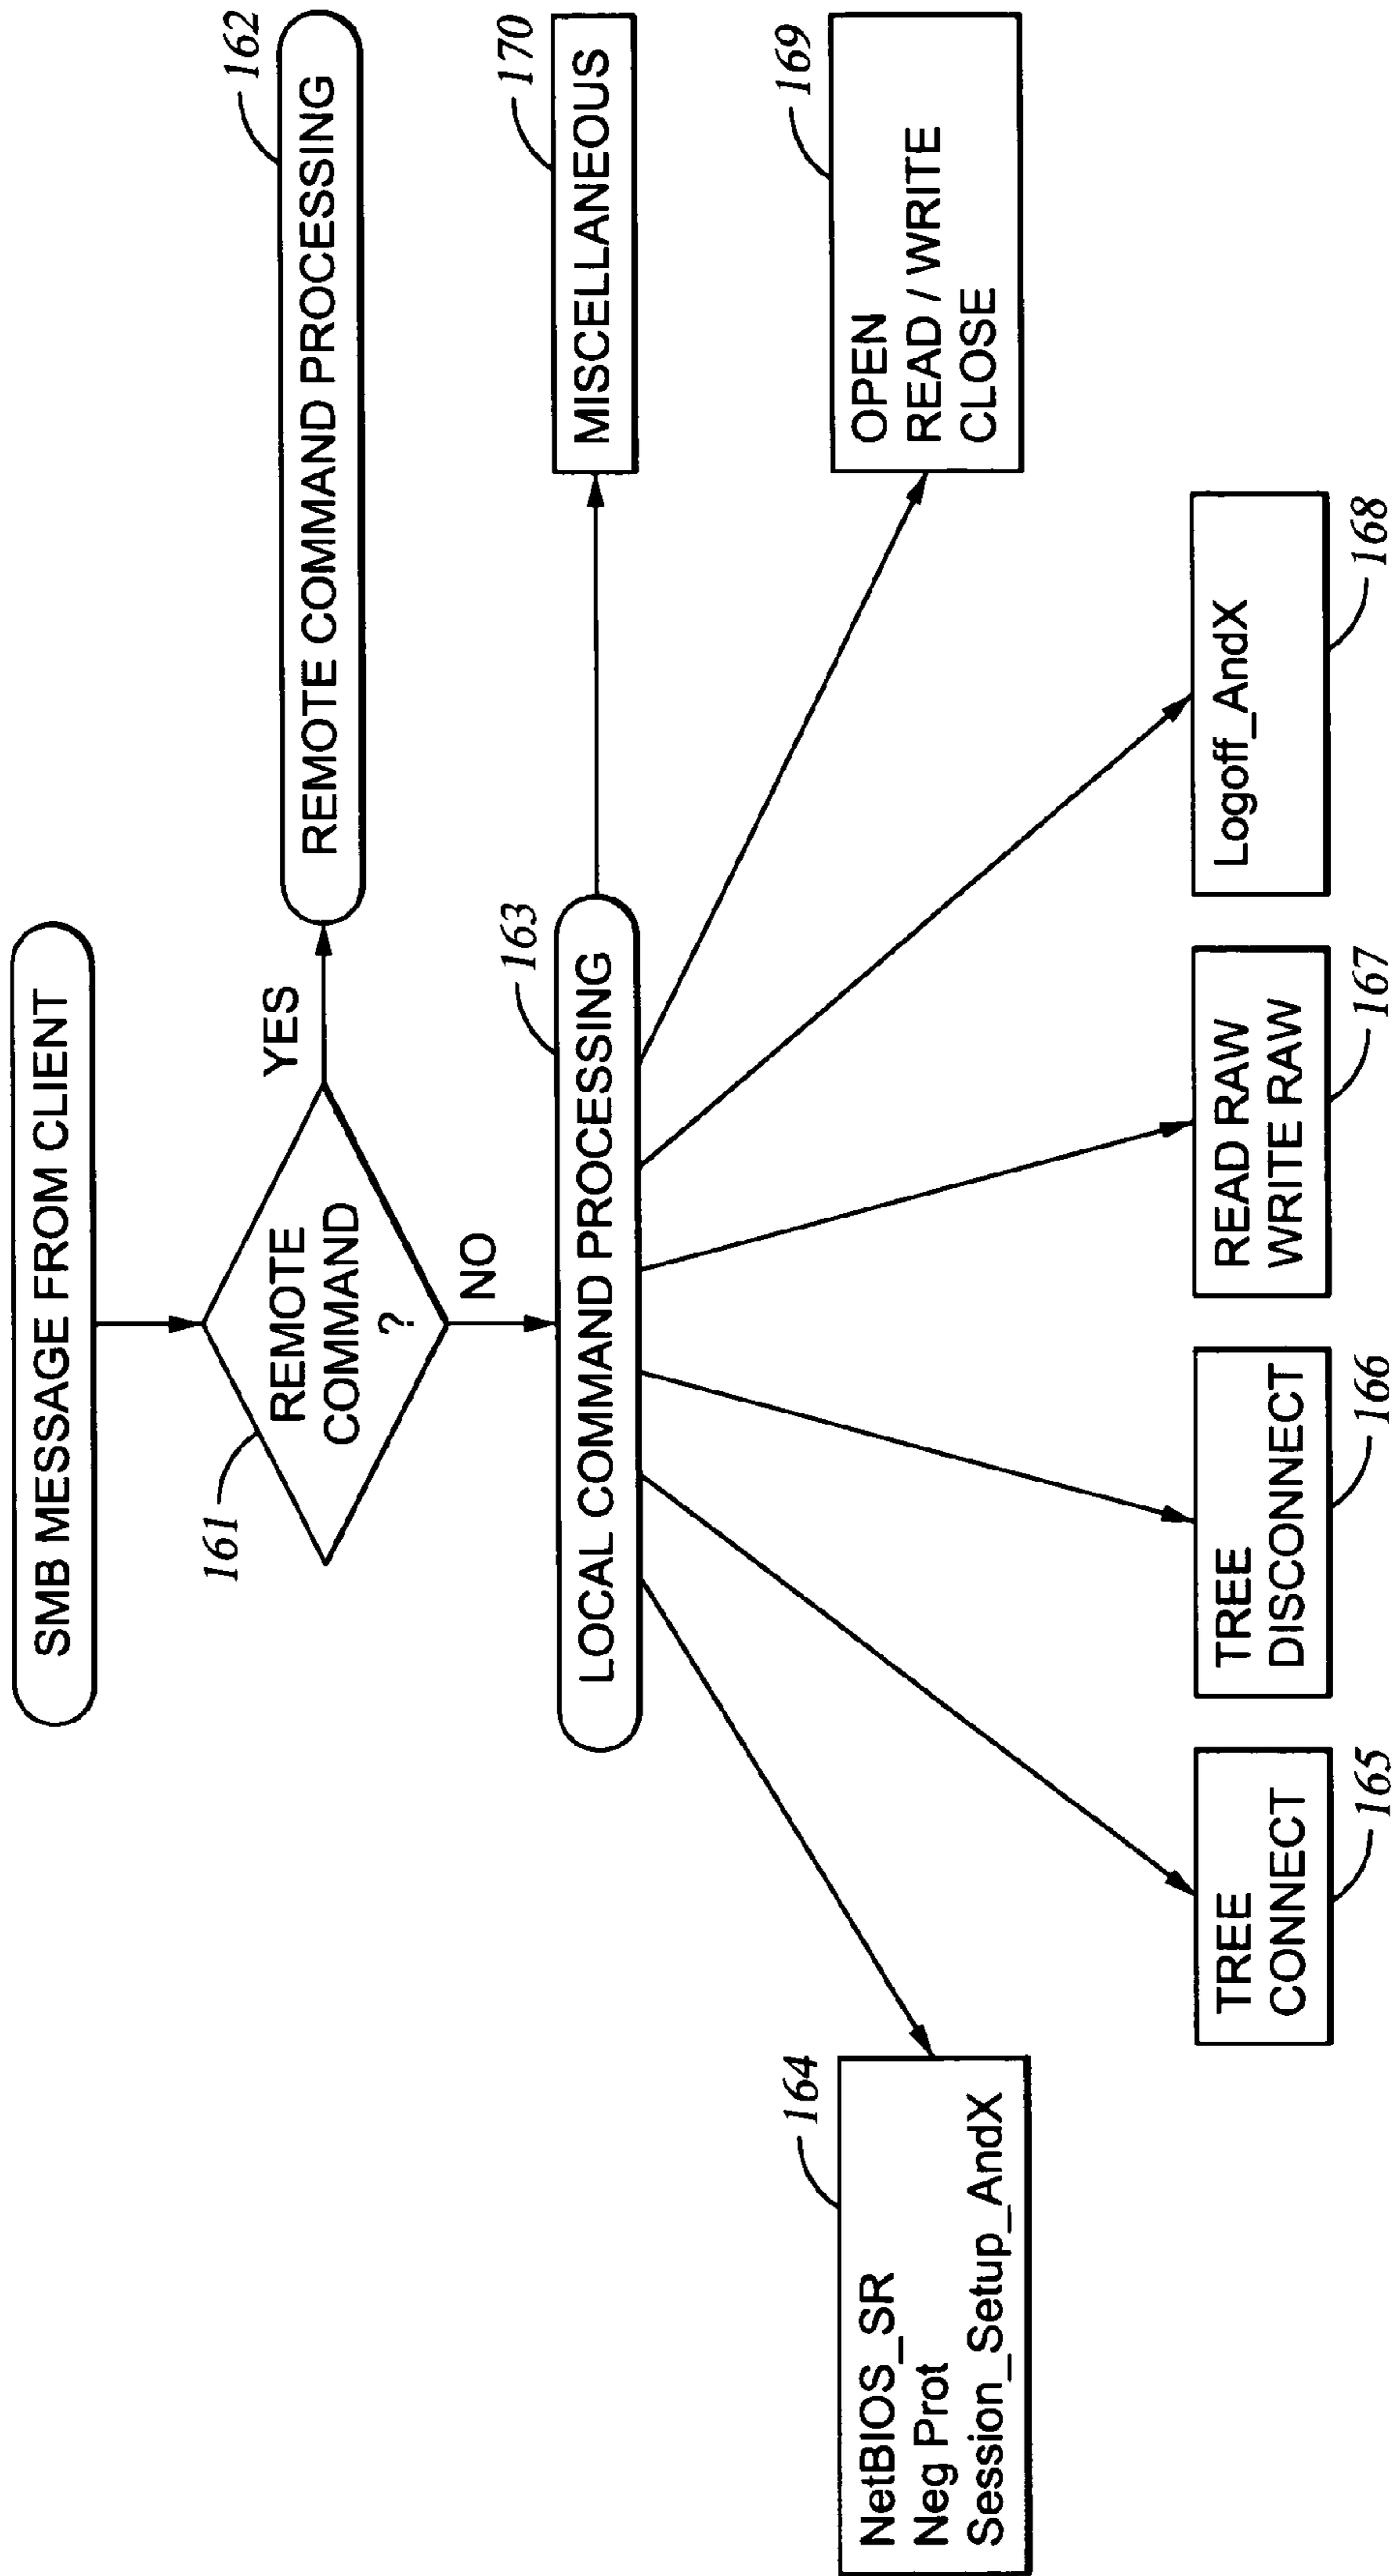 SMB MESSAGE FROM CLIENT
161
REMOTE
COMMAND
?
YES
162
REMOTE COMMAND PROCESSING
NO
163
LOCAL COMMAND PROCESSING
170
MISCELLANEOUS
164
NetBIOS_SR
Neg Prot
Session_Setup_AndX
169
OPEN
READ / WRITE
CLOSE
TREE
CONNECT
165
TREE
DISCONNECT
166
READ RAW
WRITE RAW
167
Logoff_AndX
168